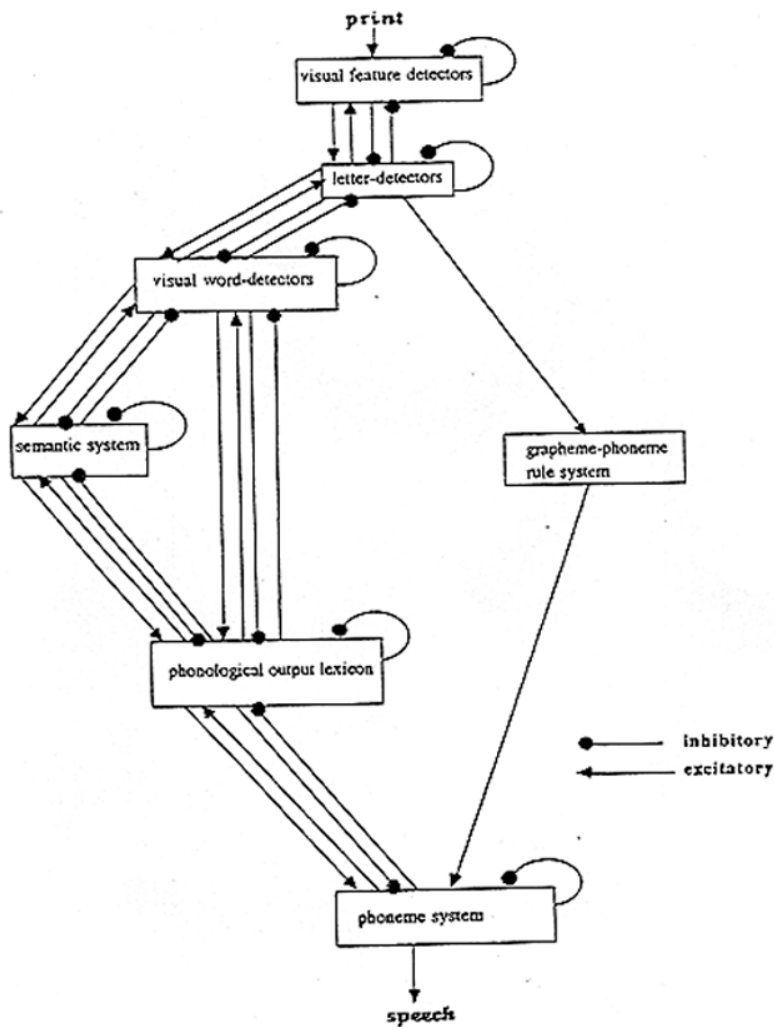 print
visual feature detectors
letter-detectors
visual word-detectors
semantic system
grapheme-phoneme
rule system
phonological output lexicon
inhibitory
excitatory
phoneme system
speech